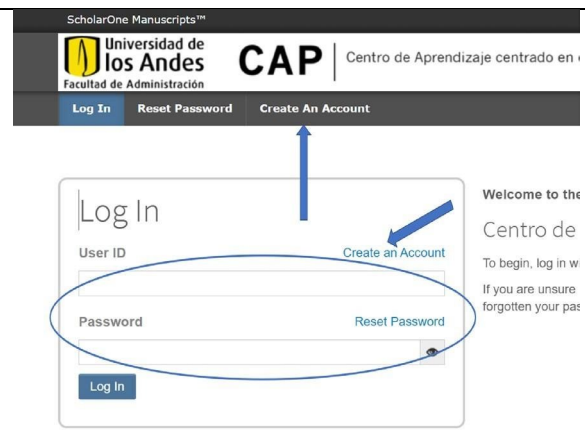 ScholarOne Manuscripts™
Universidad de
los Andes
Facultad de Administración
CAP
Centro de Aprendizaje centrado en
Log In Reset Password Create An Account
Log In
User ID Create an Account
Password Reset Password
Log In
Welcome to the
Centro de
To begin, log in
If you are unsure
forgotten your